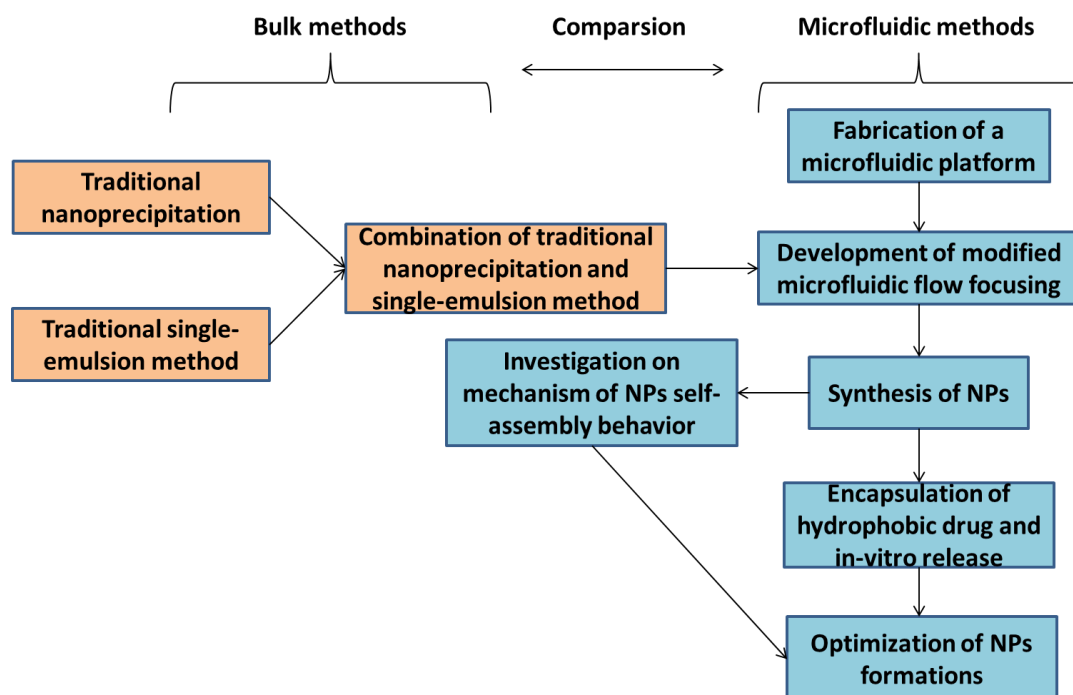 Bulk methods
Comparsion
Microfluidic methods
Fabrication of a
microfluidic platform
Traditional
nanoprecipitation
Combination of traditional
nanoprecipitation and
single-emulsion method
Development of modified
microfluidic flow focusing
Traditional single-
emulsion method
Investigation on
mechanism of NPs self-
assembly behavior
Synthesis of NPs
Encapsulation of
hydrophobic drug and
in-vitro release
Optimization of NPs
formations